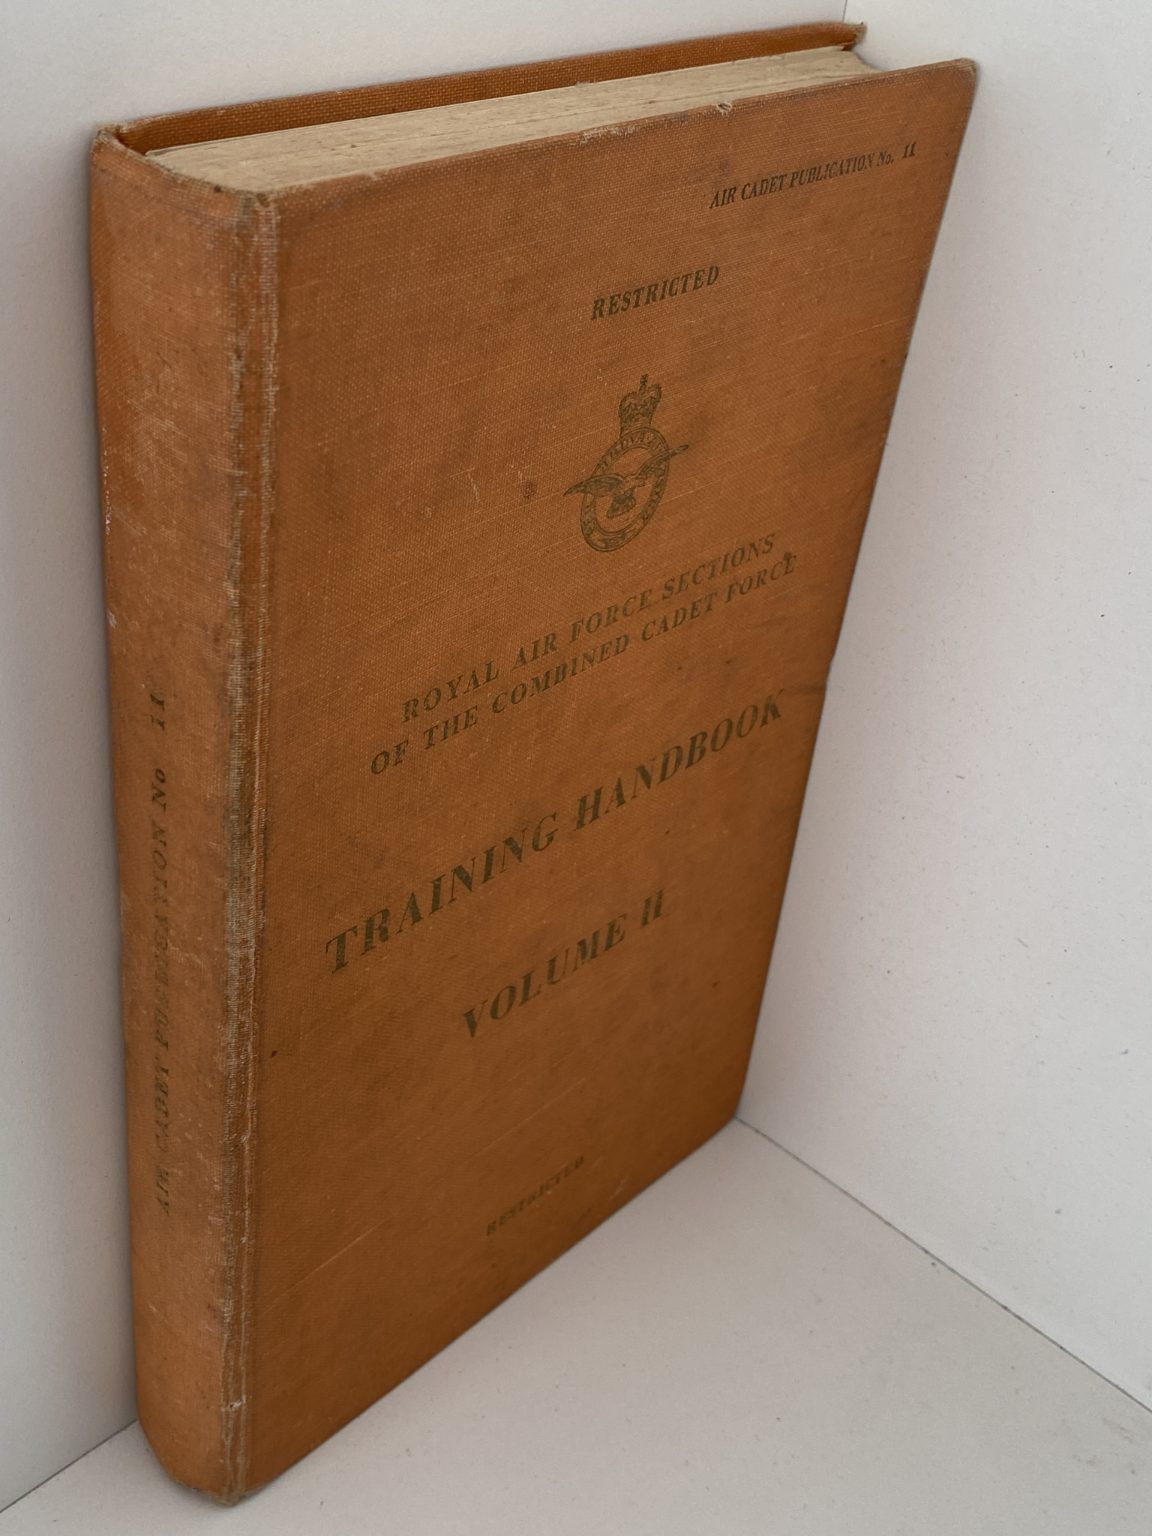 AIR CADET PUBLICATION No. 11
RESTRICTED
ROYAL AIR FORCE SECTIONS
OF THE COMBINED CADET FORCE
TRAINING HANDBOOK
VOLUME II
RESTRICTED
AIR CADET PUBLICATION No 11